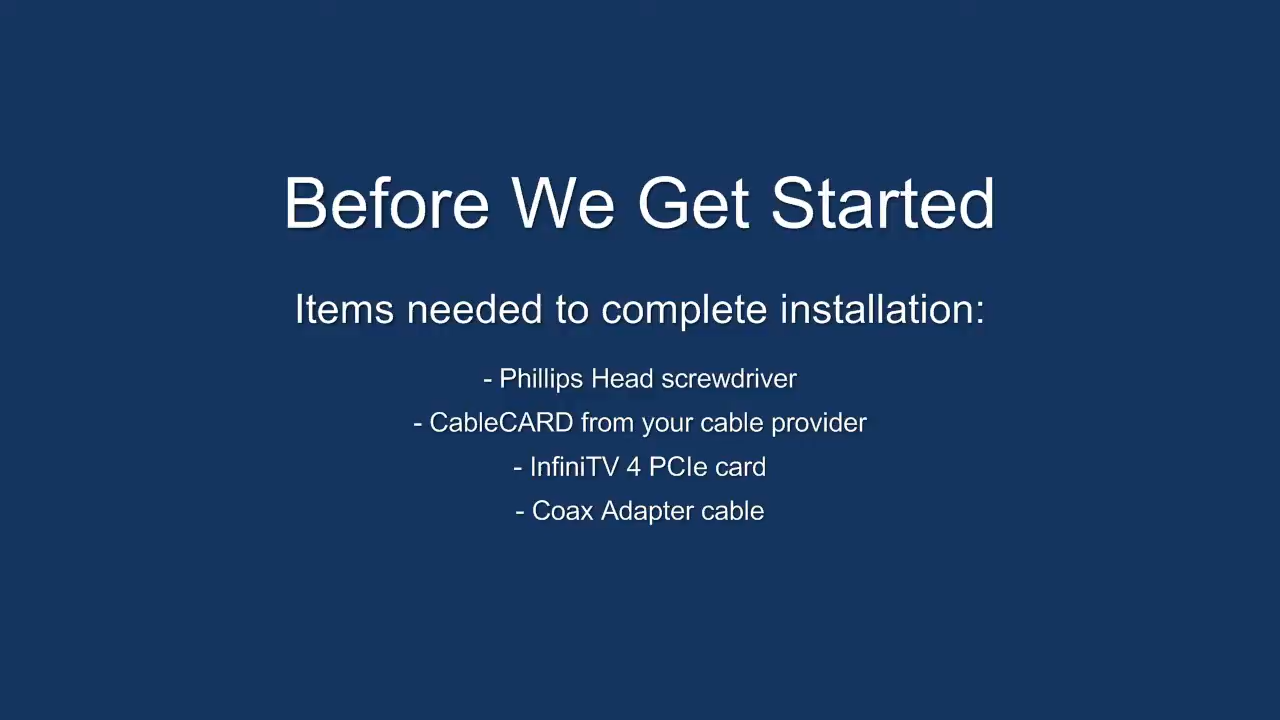 Before We Get Started
Items needed to complete installation:
- Phillips Head screwdriver
- CableCARD from your cable provider
- InfiniTV 4 PCIe card
- Coax Adapter cable